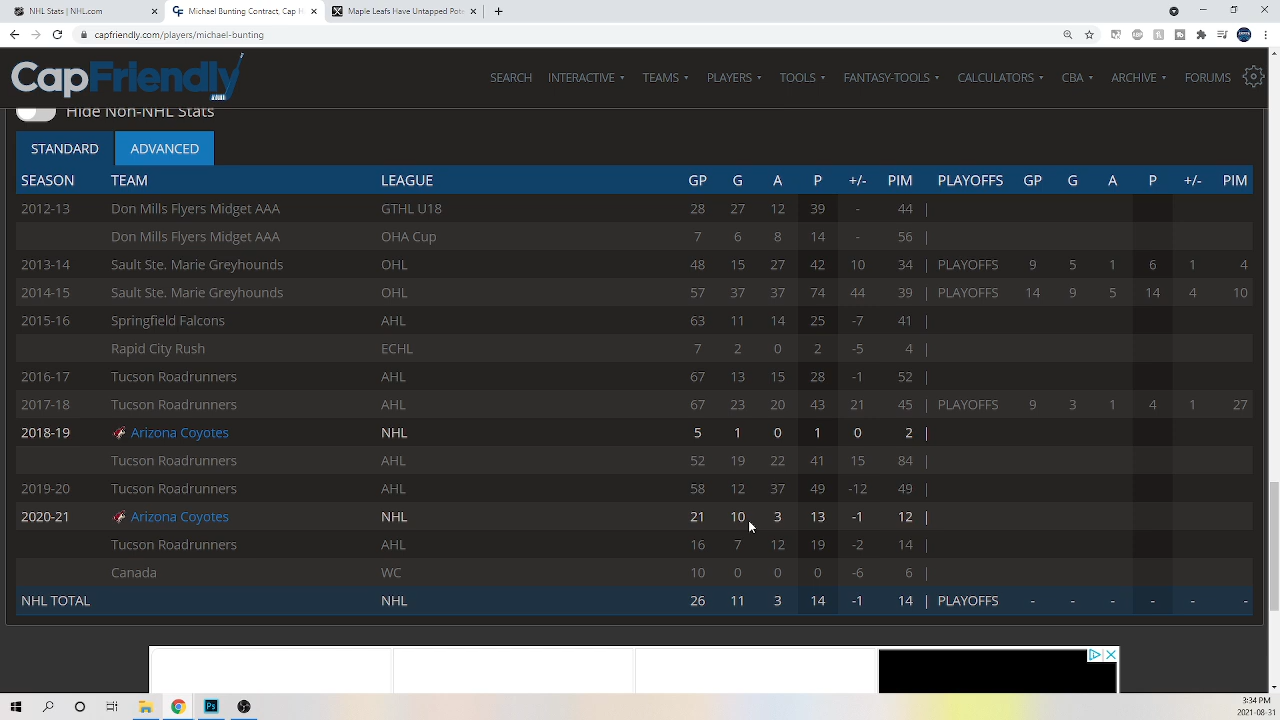 NHL Stats | NHL.com
Michael Bunting Contract, Cap H
Maple Leafs Have Untapped Pote
capfriendly.com/players/michael-bunting
CapFriendly
SEARCH INTERACTIVE TEAMS PLAYERS TOOLS FANTASY-TOOLS CALCULATORS CBA ARCHIVE FORUMS
Hide Non-NHL Stats
STANDARD ADVANCED
SEASON TEAM LEAGUE GP G A P +/- PIM PLAYOFFS GP G A P +/- PIM
2012-13 Don Mills Flyers Midget AAA GTHL U18 28 27 12 39 - 44 |
Don Mills Flyers Midget AAA OHA Cup 7 6 8 14 - 56 |
2013-14 Sault Ste. Marie Greyhounds OHL 48 15 27 42 10 34 | PLAYOFFS 9 5 1 6 1 4
2014-15 Sault Ste. Marie Greyhounds OHL 57 37 37 74 44 39 | PLAYOFFS 14 9 5 14 4 10
2015-16 Springfield Falcons AHL 63 11 14 25 -7 41 |
Rapid City Rush ECHL 7 2 0 2 -5 4 |
2016-17 Tucson Roadrunners AHL 67 13 15 28 -1 52 |
2017-18 Tucson Roadrunners AHL 67 23 20 43 21 45 | PLAYOFFS 9 3 1 4 1 27
2018-19 Arizona Coyotes NHL 5 1 0 1 0 2 |
Tucson Roadrunners AHL 52 19 22 41 15 84 |
2019-20 Tucson Roadrunners AHL 58 12 37 49 -12 49 |
2020-21 Arizona Coyotes NHL 21 10 3 13 -1 12 |
Tucson Roadrunners AHL 16 7 12 19 -2 14 |
Canada WC 10 0 0 0 -6 6 |
NHL TOTAL NHL 26 11 3 14 -1 14 | PLAYOFFS - - - - - -
Ps
3:34 PM
2021-08-31